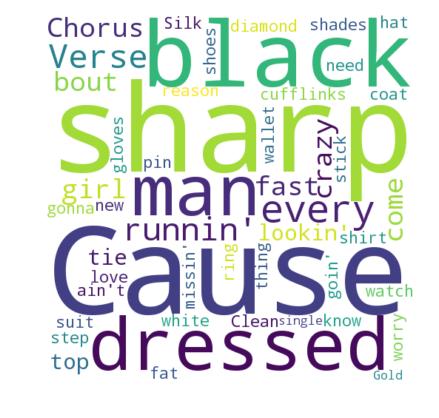 Chorus Silk shoes diamond shades hat
Verse black need
bout reason cufflinks coat
sharp
gloves pin wallet stick
girl man fast crazy
gonna new every come
runnin' lookin' shirt
tie missin' ring thing goin'
love
ain't Cause watch
suit white Clean single know
step worry
top dressed
fat Gold